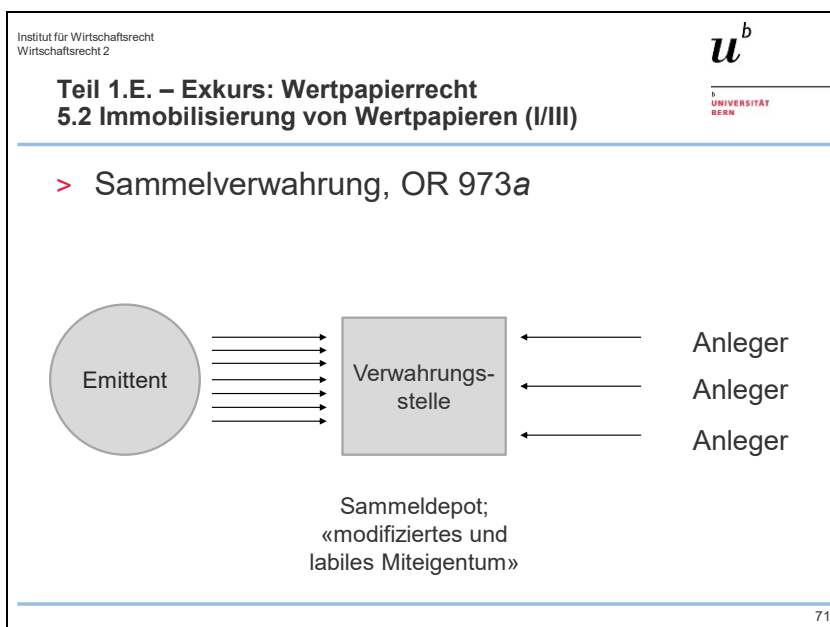 Institut für Wirtschaftsrecht
Wirtschaftsrecht 2
u^b
b
UNIVERSITÄT
BERN
Teil 1.E. – Exkurs: Wertpapierrecht
5.2 Immobilisierung von Wertpapieren (I/III)
> Sammelverwahrung, OR 973a
Emittent
Verwahrungs-
stelle
Anleger
Anleger
Anleger
Sammeldepot;
«modifiziertes und
labiles Miteigentum»
71